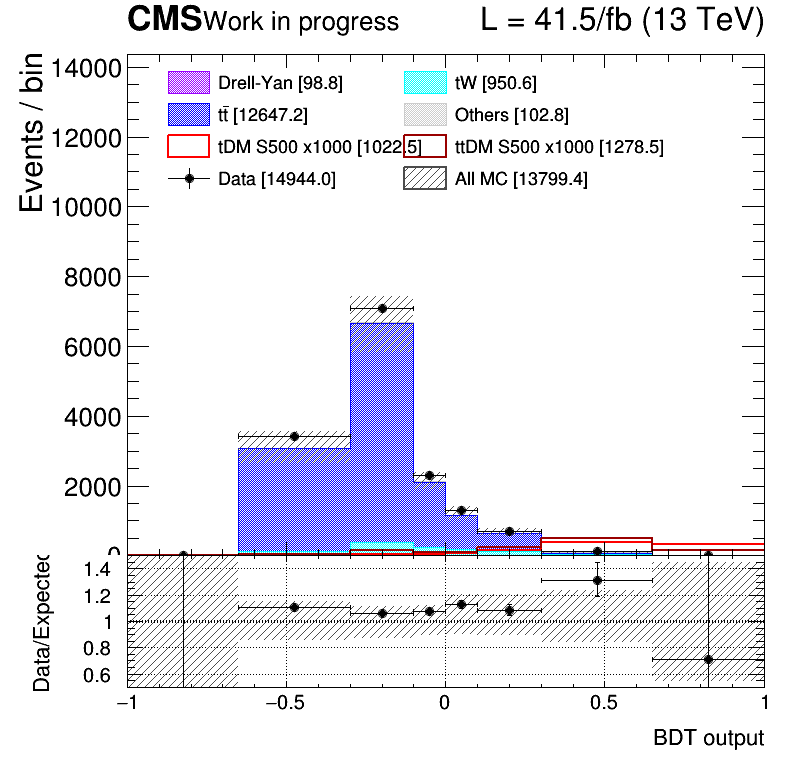 CMS Work in progress L = 41.5/fb (13 TeV)
Events / bin
14000
12000
10000
8000
6000
4000
2000
0
Drell-Yan [98.8] tW [950.6]
tt̄ [12647.2] Others [102.8]
tDM S500 x1000 [1022.5] ttDM S500 x1000 [1278.5]
Data [14944.0] All MC [13799.4]
Data/Expected
1.4
1.2
1
0.8
0.6
−1 −0.5 0 0.5 1
BDT output